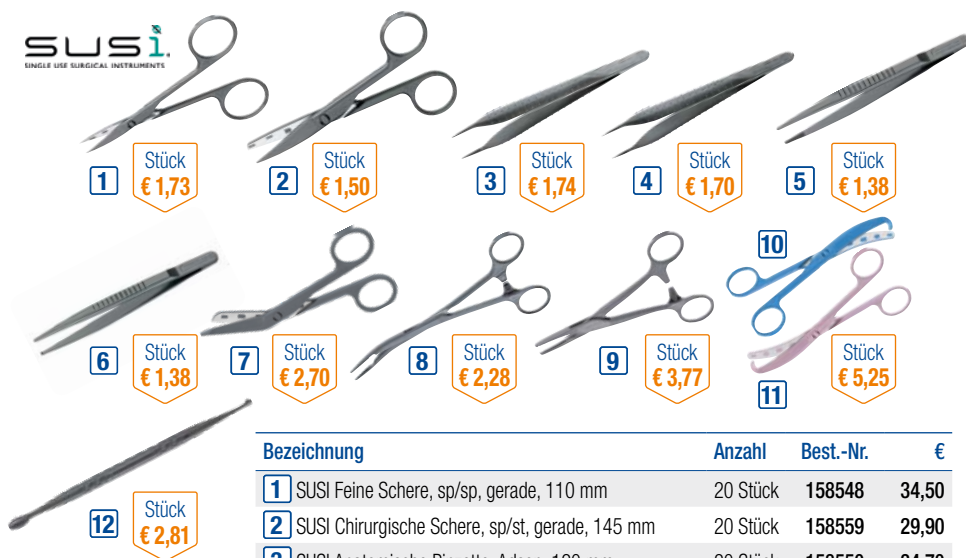 SUSI.
SINGLE USE SURGICAL INSTRUMENTS
1 Stück € 1,73
2 Stück € 1,50
3 Stück € 1,74
4 Stück € 1,70
5 Stück € 1,38
6 Stück € 1,38
7 Stück € 2,70
8 Stück € 2,28
9 Stück € 3,77
10
11 Stück € 5,25
12 Stück € 2,81
Bezeichnung Anzahl Best.-Nr. €
1 SUSI Feine Schere, sp/sp, gerade, 110 mm 20 Stück 158548 34,50
2 SUSI Chirurgische Schere, sp/st, gerade, 145 mm 20 Stück 158559 29,90